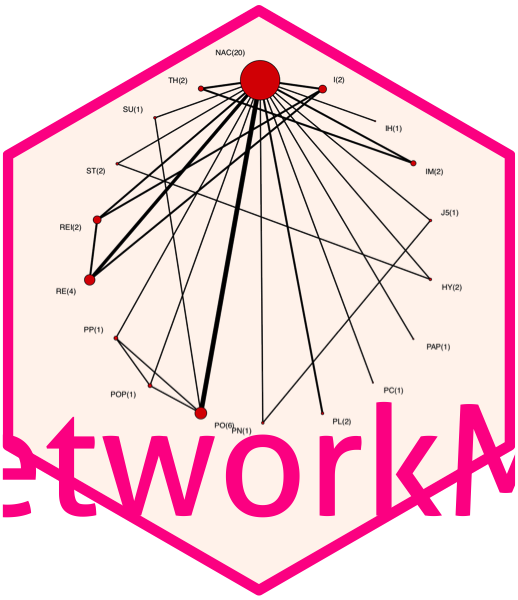 NAC(20)
TH(2)
I(2)
SU(1)
IH(1)
ST(2)
IM(2)
JS(1)
REI(2)
RE(4)
HY(2)
PP(1)
PAP(1)
POP(1)
PC(1)
PO(6)
PN(1)
PL(2)
etworkM